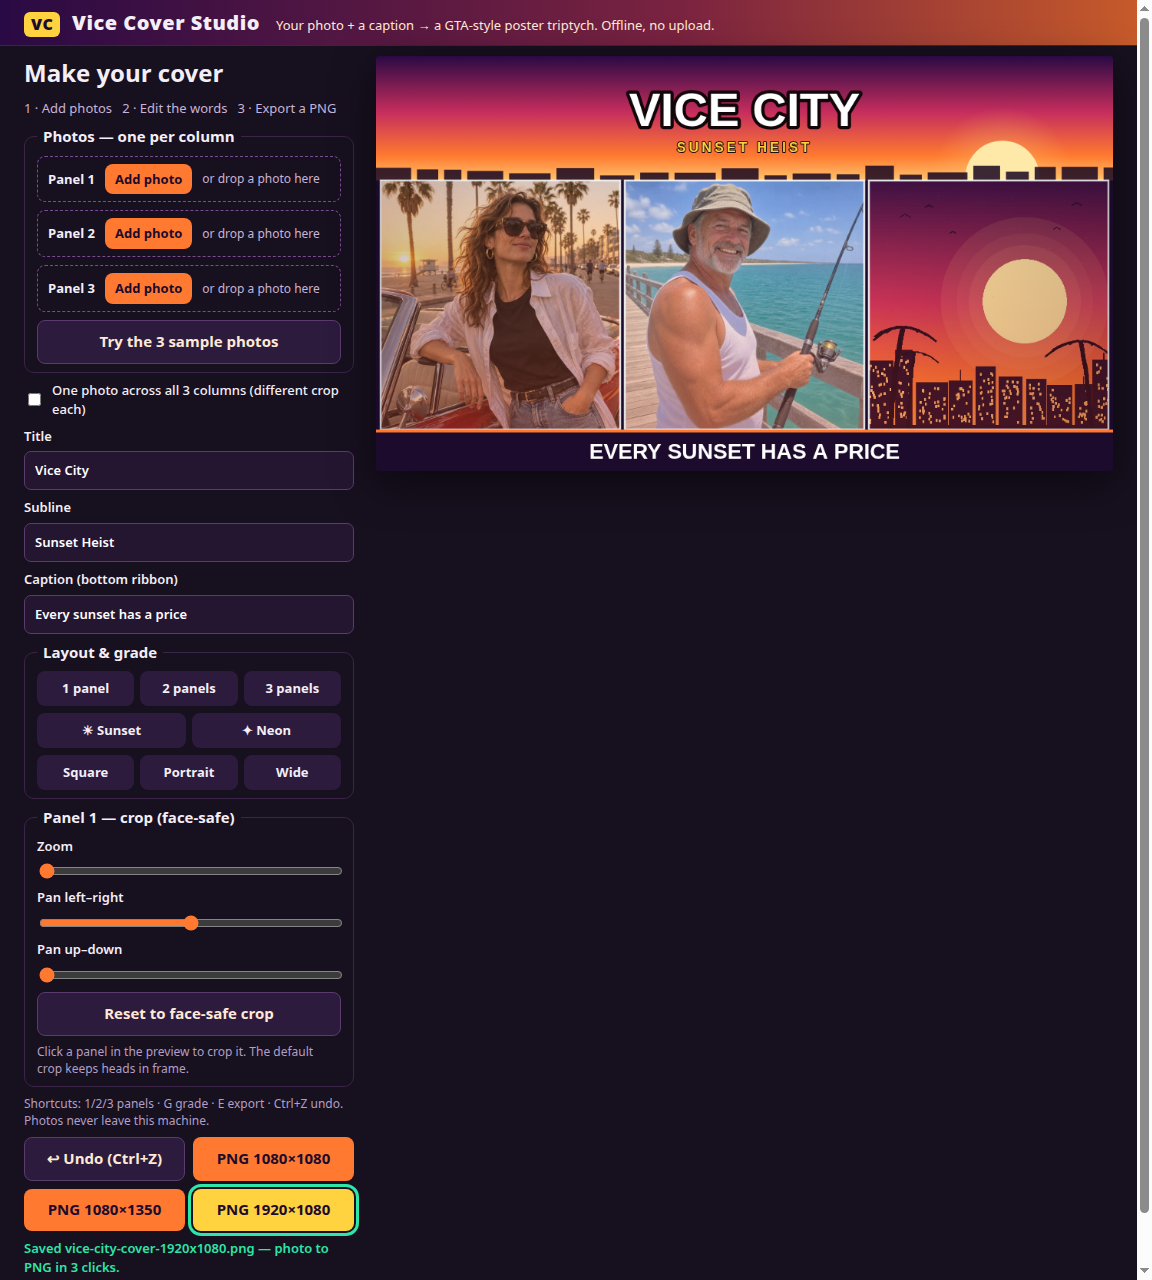 VC Vice Cover Studio Your photo + a caption → a GTA-style poster triptych. Offline, no upload.
Make your cover
1 · Add photos 2 · Edit the words 3 · Export a PNG
Photos — one per column
Panel 1 Add photo or drop a photo here
Panel 2 Add photo or drop a photo here
Panel 3 Add photo or drop a photo here
Try the 3 sample photos
One photo across all 3 columns (different crop
each)
Title
Vice City
Subline
Sunset Heist
Caption (bottom ribbon)
Every sunset has a price
Layout & grade
1 panel 2 panels 3 panels
☀ Sunset ✦ Neon
Square Portrait Wide
Panel 1 — crop (face-safe)
Zoom
Pan left–right
Pan up–down
Reset to face-safe crop
Click a panel in the preview to crop it. The default
crop keeps heads in frame.
Shortcuts: 1/2/3 panels · G grade · E export · Ctrl+Z undo.
Photos never leave this machine.
↩ Undo (Ctrl+Z) PNG 1080×1080
PNG 1080×1350 PNG 1920×1080
Saved vice-city-cover-1920x1080.png — photo to
PNG in 3 clicks.
VICE CITY
SUNSET HEIST
EVERY SUNSET HAS A PRICE